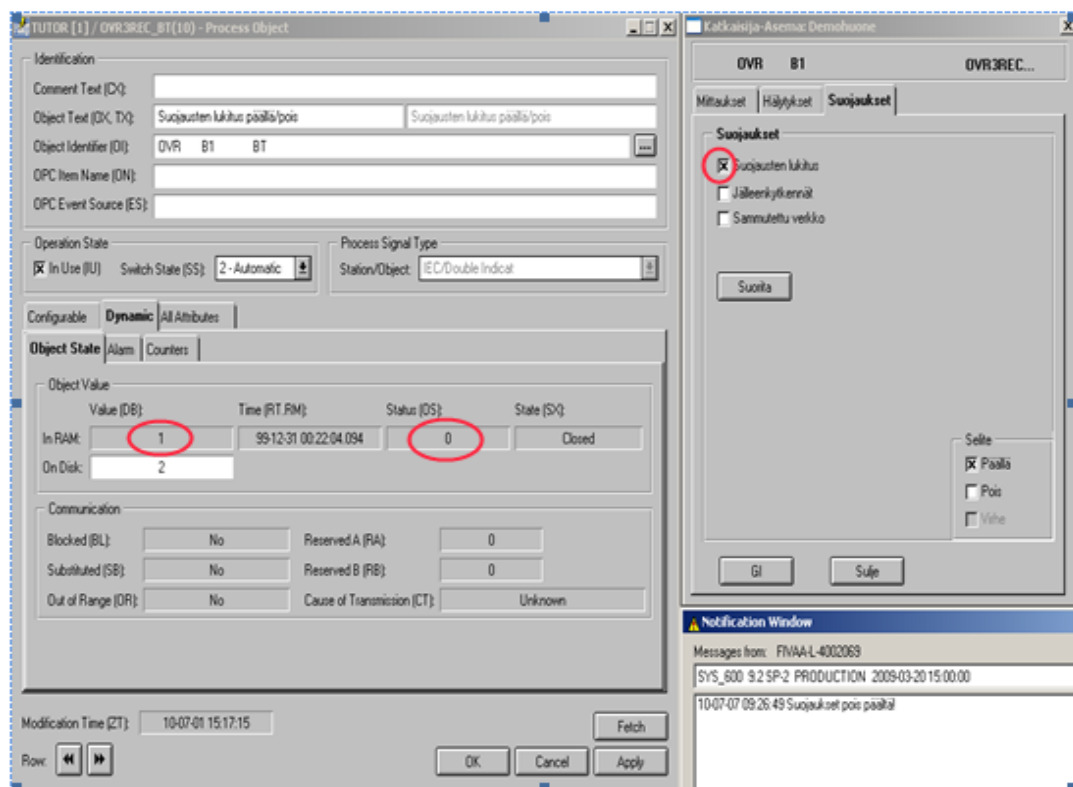 TUTOR [1] / OVR3REC_BT(10) - Process Object
Identification
Comment Text (CX):
Object Text (OX, TX): Suojausten lukitus päällä/pois Suojausten lukitus päällä/pois
Object Identifier (OI): OVR B1 BT ...
OPC Item Name (ON):
OPC Event Source (ES):
Operation State
In Use (IU) Switch State (SS): 2 - Automatic
Process Signal Type
Station/Object: IEC/Double Indicat
Configurable Dynamic All Attributes
Object State Alarm Counters
Object Value
Value (DB): Time (RT.RM): Status (OS): State (SX):
In RAM: 1 99-12-31 00:22:04.094 0 Closed
On Disk: 2
Communication
Blocked (BL): No Reserved A (RA): 0
Substituted (SB): No Reserved B (RB): 0
Out of Range (OR): No Cause of Transmission (CT): Unknown
Modification Time (ZT): 10-07-01 15:17:15 Fetch
Row: OK Cancel Apply
Katkaisija-Asema: Demohuone
OVR B1 OVR3REC...
Mittaukset Hälytykset Suojaukset
Suojaukset
Suojausten lukitus
Jälleenkytkennät
Sammutettu verkko
Suorita
Selite
Päällä
Pois
Virhe
GI Sulje
Notification Window
Messages from: FIVAA-L-4002069
SYS_600 9.2 SP-2 PRODUCTION 2009-03-20 15:00:00
10-07-07 09:26:49 Suojaukset pois päältä!